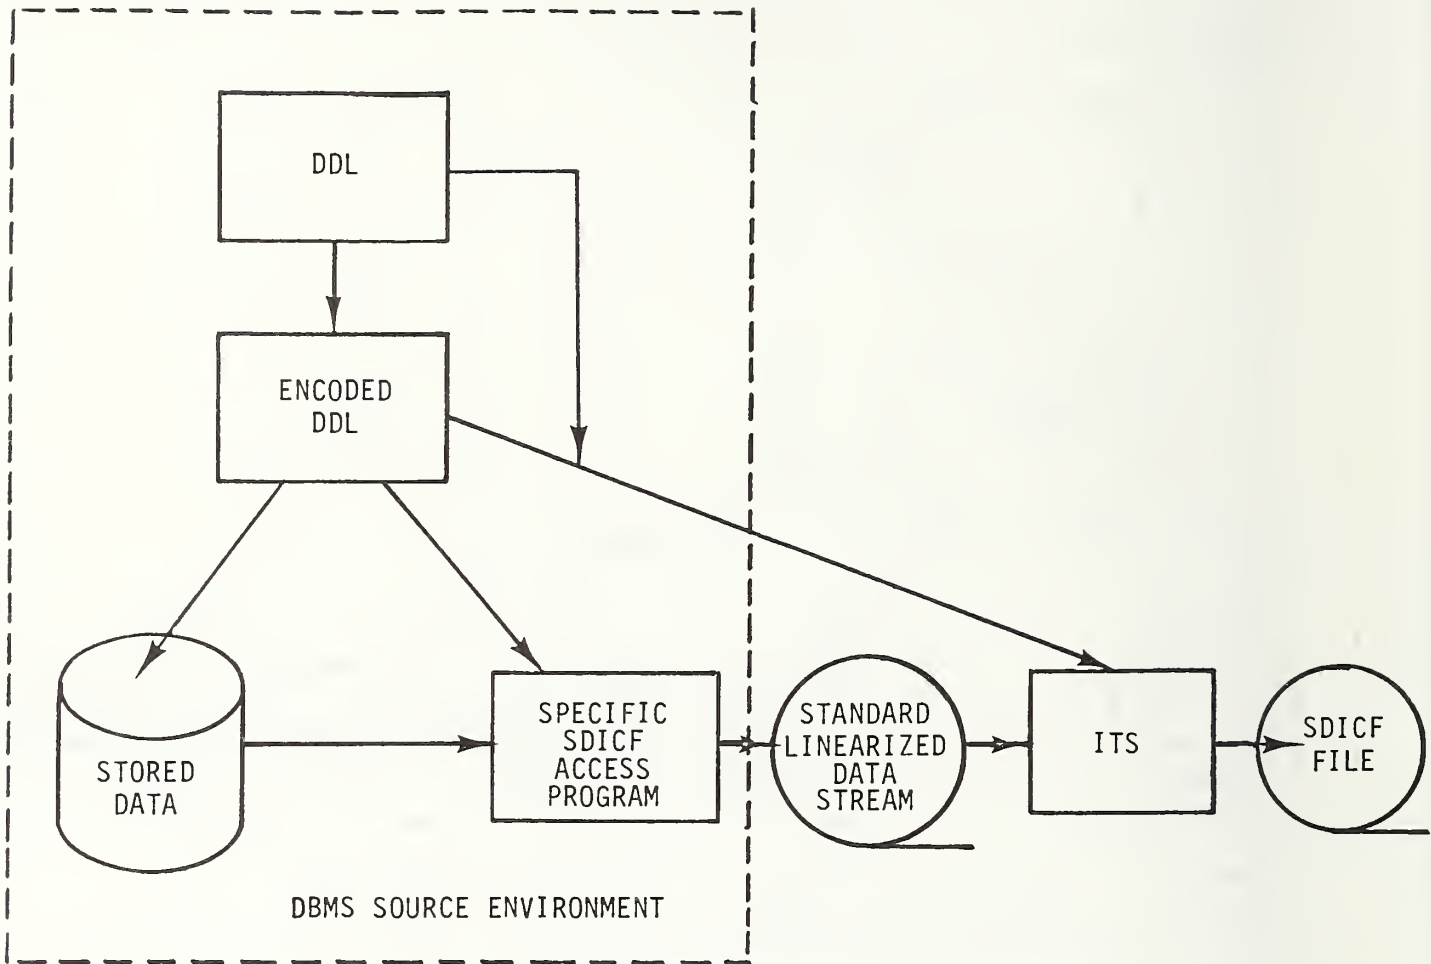 DDL
ENCODED
DDL
STORED
DATA
SPECIFIC
SDICF
ACCESS
PROGRAM
STANDARD
LINEARIZED
DATA
STREAM
ITS
SDICF
FILE
DBMS SOURCE ENVIRONMENT